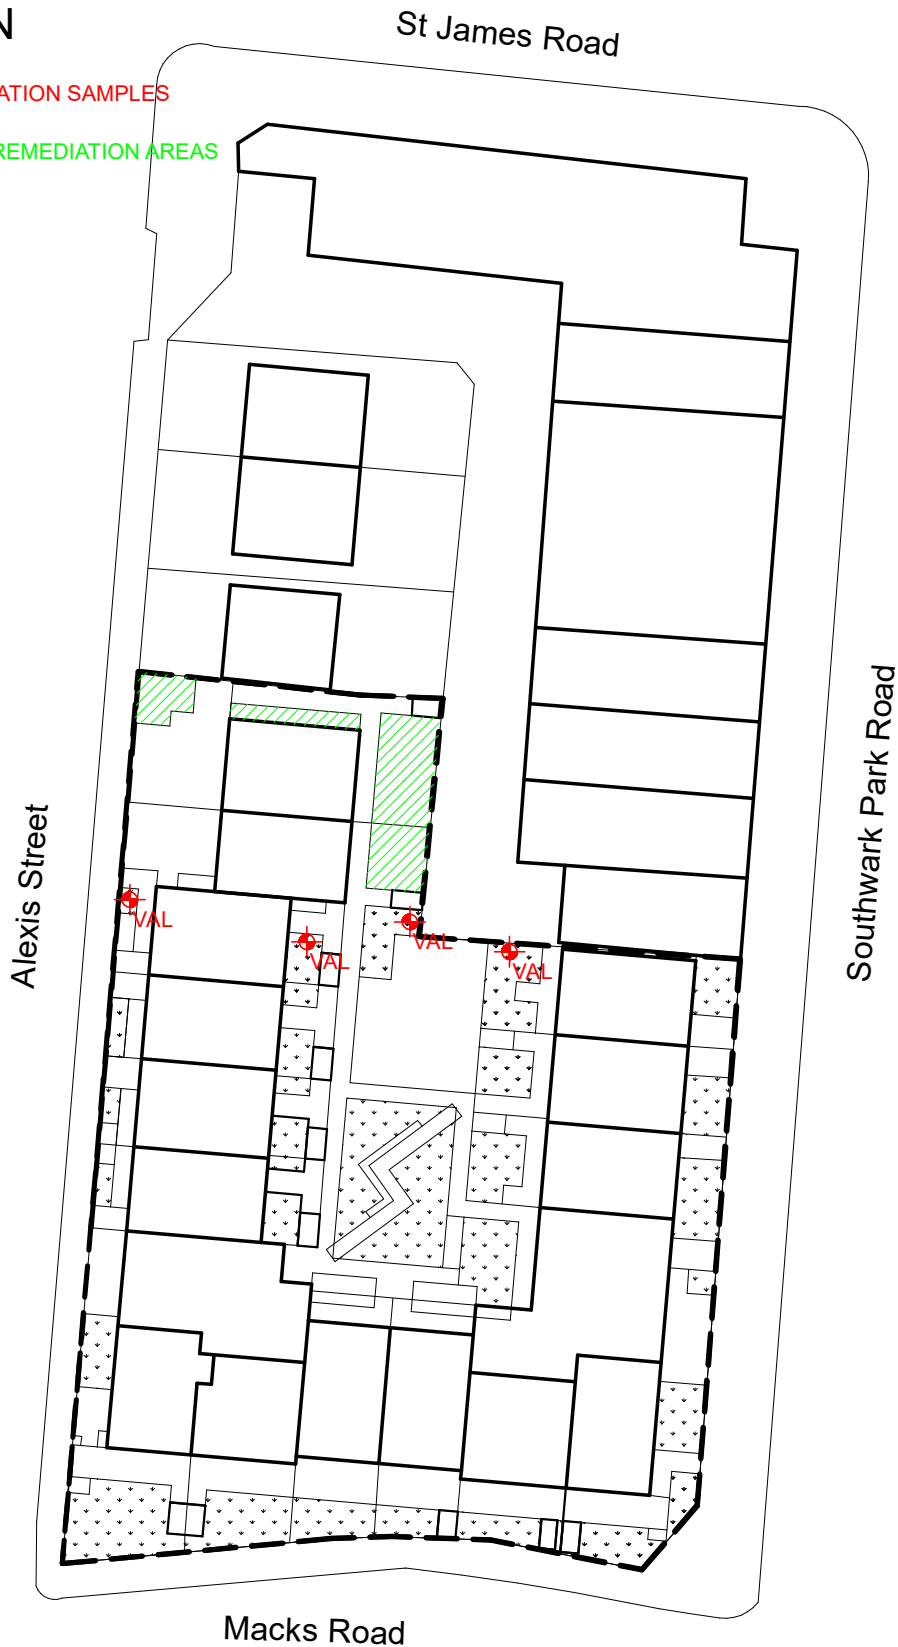 N
St James Road
ATION SAMPLES
REMEDIATION AREAS
Southwark Park Road
Alexis Street
VAL
VAL
VAL
VAL
Macks Road